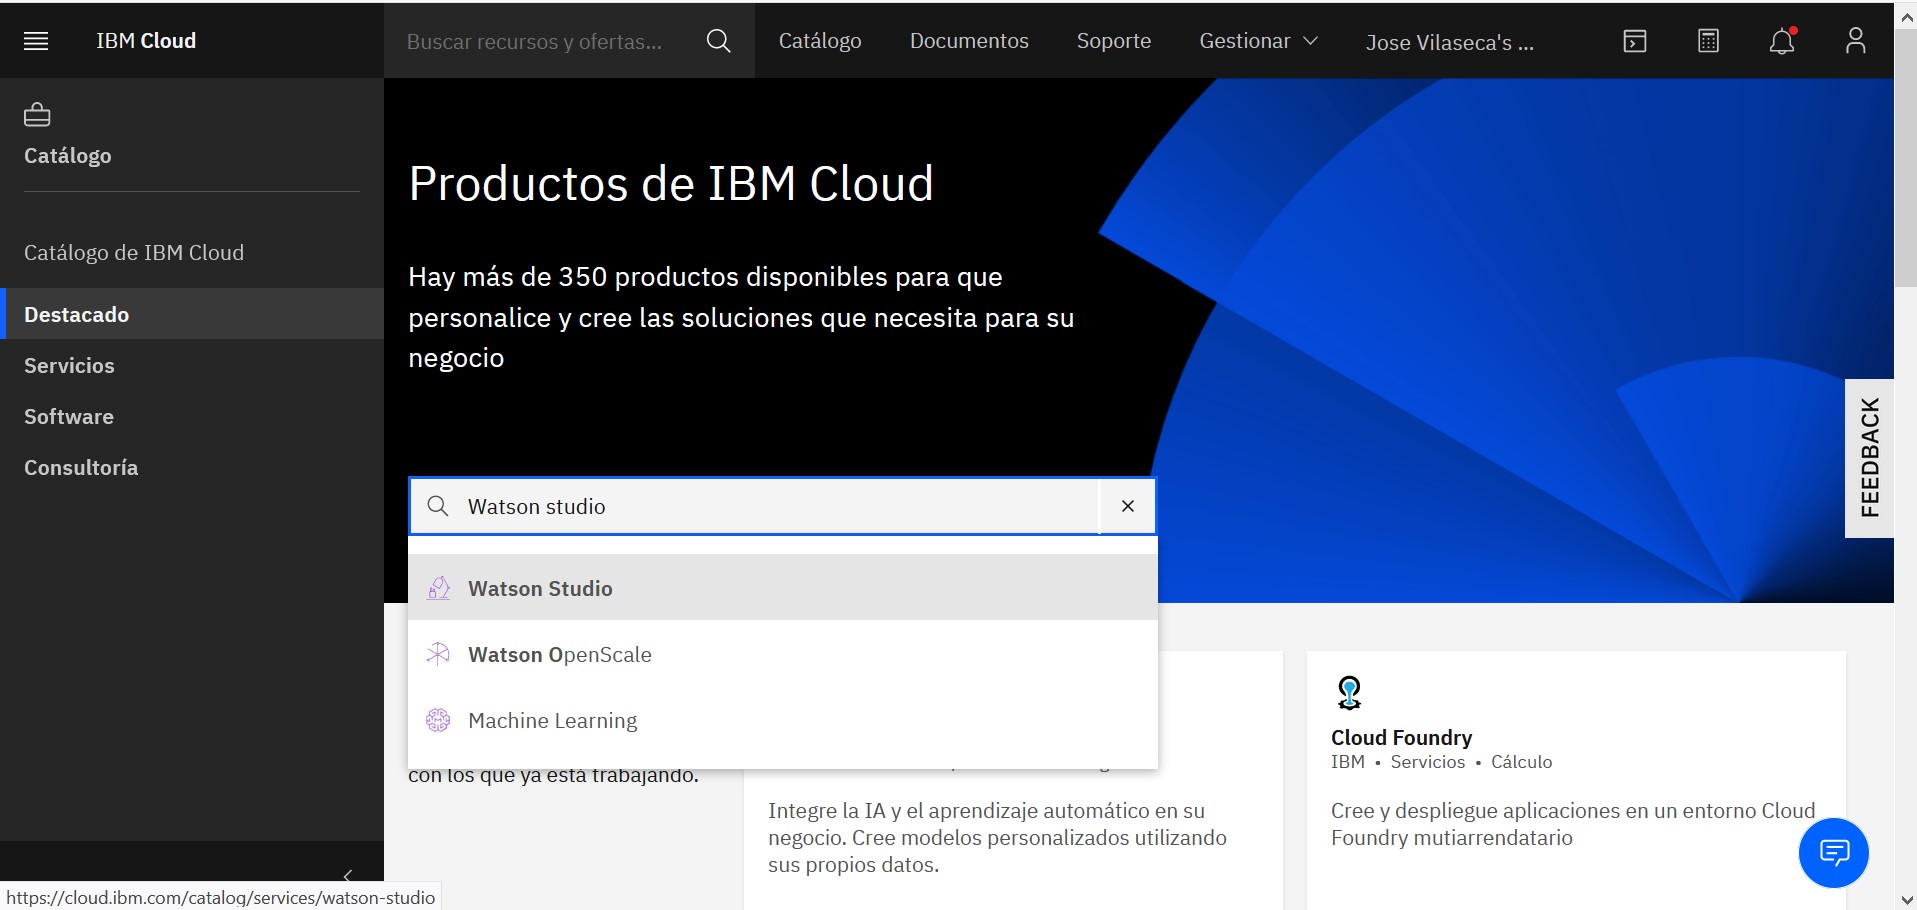 IBM Cloud
Buscar recursos y ofertas...
Catálogo
Documentos
Soporte
Gestionar
Jose Vilaseca's ...
Catálogo
Catálogo de IBM Cloud
Destacado
Servicios
Software
Consultoría
Productos de IBM Cloud
Hay más de 350 productos disponibles para que
personalice y cree las soluciones que necesita para su
negocio
Watson studio
Watson Studio
Watson OpenScale
Machine Learning
con los que ya está trabajando.
Integre la IA y el aprendizaje automático en su
negocio. Cree modelos personalizados utilizando
sus propios datos.
Cloud Foundry
IBM • Servicios • Cálculo
Cree y despliegue aplicaciones en un entorno Cloud
Foundry mutiarrendatario
FEEDBACK
https://cloud.ibm.com/catalog/services/watson-studio